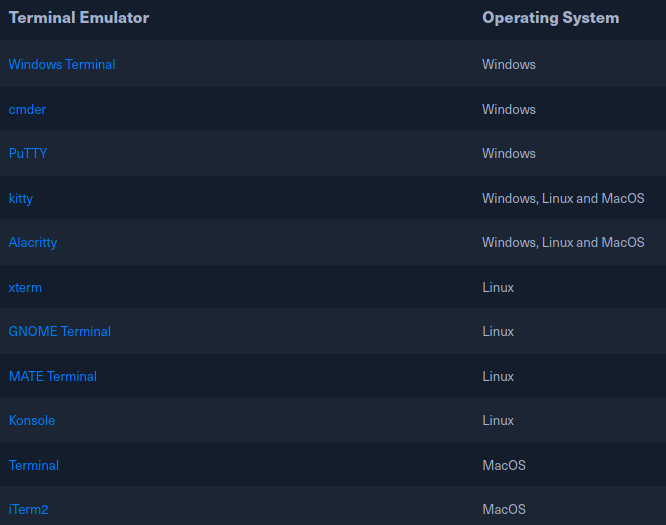 Terminal Emulator Operating System
Windows Terminal Windows
cmder Windows
PuTTY Windows
kitty Windows, Linux and MacOS
Alacritty Windows, Linux and MacOS
xterm Linux
GNOME Terminal Linux
MATE Terminal Linux
Konsole Linux
Terminal MacOS
iTerm2 MacOS